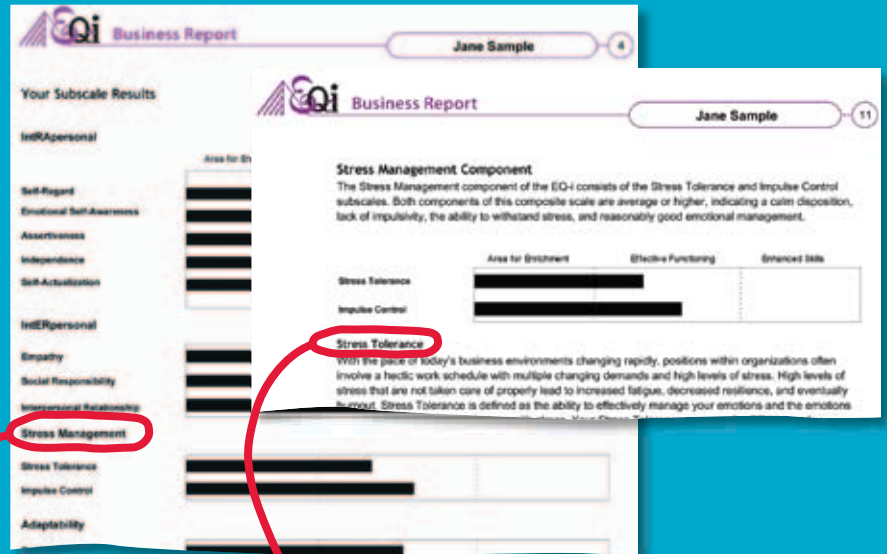 EQi Business Report
Jane Sample
4
Your Subscale Results
IntRApersonal
Area for
Self-Regard
Emotional Self-Awareness
Assertiveness
Independence
Self-Actualization
IntERpersonal
Empathy
Social Responsibility
Interpersonal Relationship
Stress Management
Stress Tolerance
Impulse Control
Adaptability
EQi Business Report
Jane Sample
11
Stress Management Component
The Stress Management component of the EQ-i consists of the Stress Tolerance and Impulse Control
subscales. Both components of this composite scale are average or higher, indicating a calm disposition,
lack of impulsivity, the ability to withstand stress, and reasonably good emotional management.
Area for Enrichment Effective Functioning Enhanced Skills
Stress Tolerance
Impulse Control
Stress Tolerance
With the pace of today's business environments changing rapidly, positions within organizations often
involve a hectic work schedule with multiple changing demands and high levels of stress. High levels of
stress that are not taken care of properly lead to increased fatigue, decreased resilience, and eventually
burnout. Stress Tolerance is defined as the ability to effectively manage your emotions and the emotions